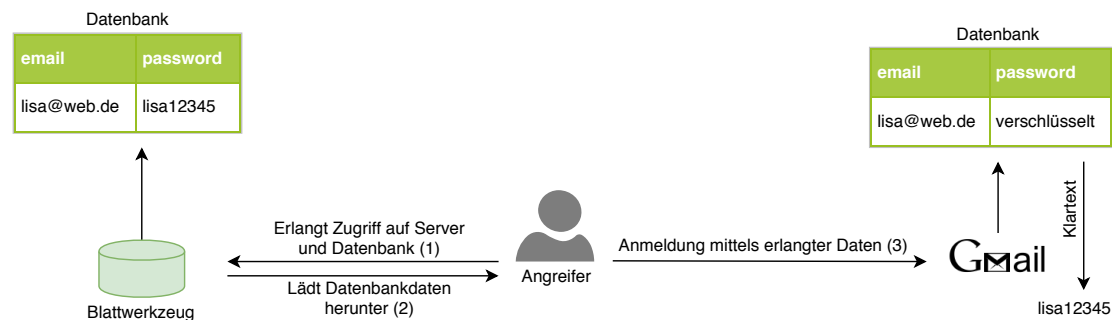 Datenbank
email password
lisa@web.de lisa12345
Erlangt Zugriff auf Server
und Datenbank (1)
Lädt Datenbankdaten
herunter (2)
Blattwerkzeug
Angreifer
Anmeldung mittels erlangter Daten (3)
Datenbank
email password
lisa@web.de verschlüsselt
Klartext
Gmail
lisa12345